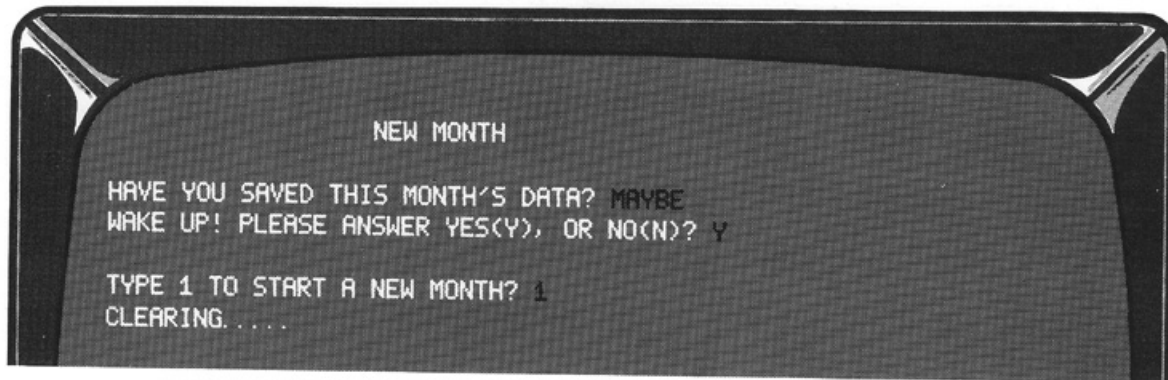 NEW MONTH
HAVE YOU SAVED THIS MONTH'S DATA? MAYBE
WAKE UP! PLEASE ANSWER YES(Y), OR NO(N)? Y
TYPE 1 TO START A NEW MONTH? 1
CLEARING.....